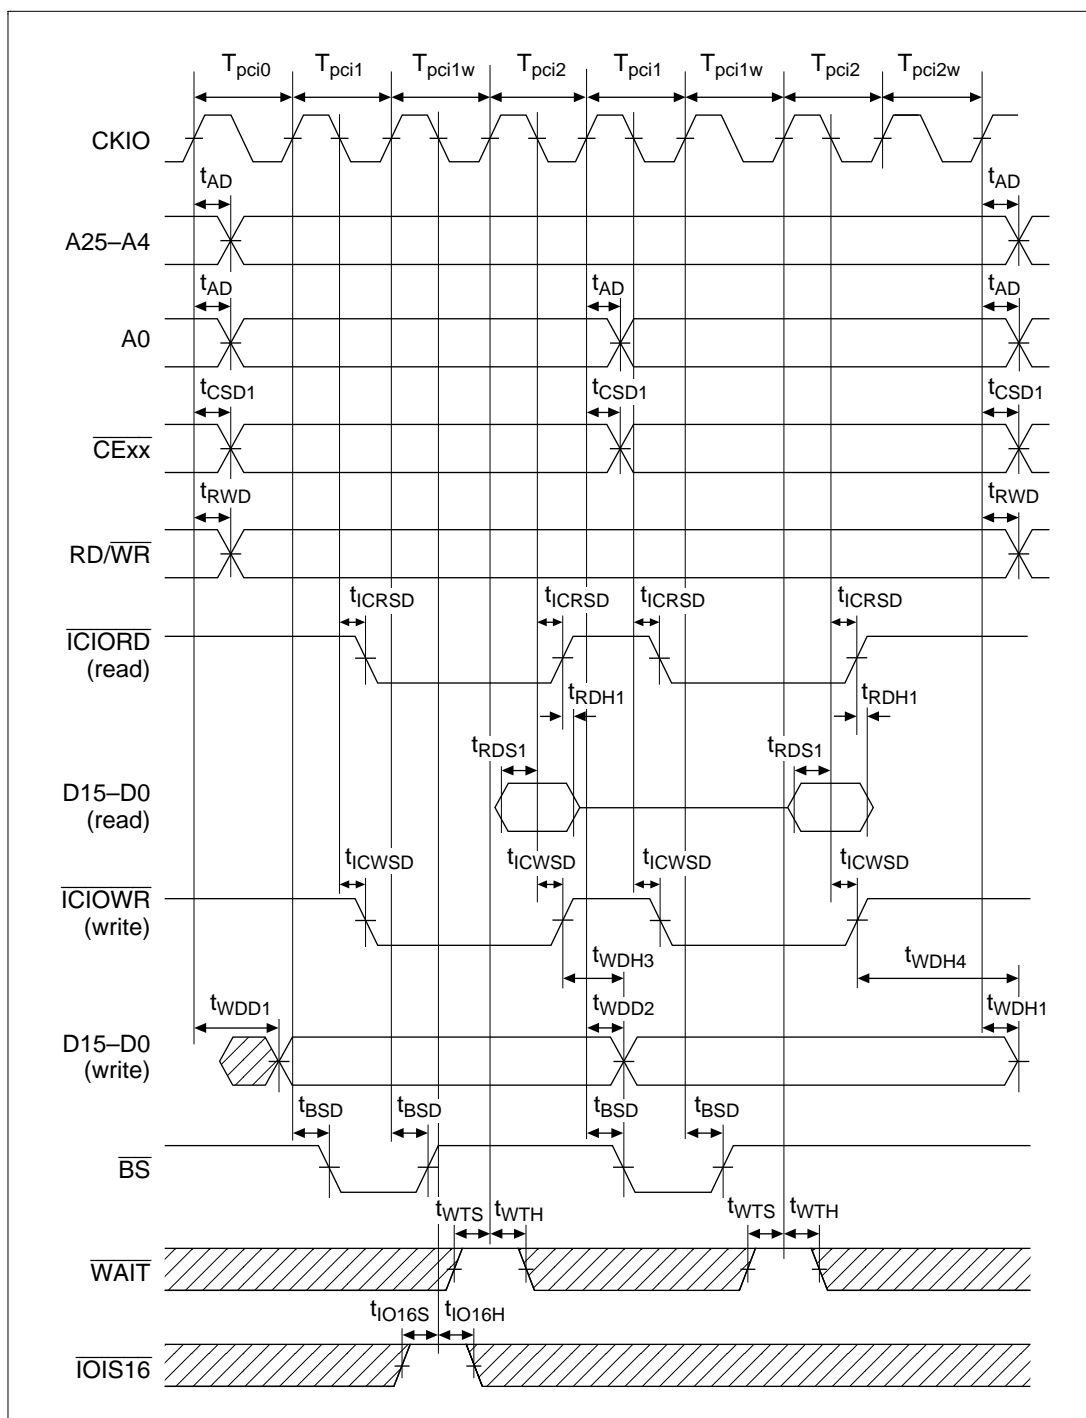 Tpci0 Tpci1 Tpci1w Tpci2 Tpci1 Tpci1w Tpci2 Tpci2w
CKIO
tAD tAD
A25–A4
tAD tAD tAD
A0
tCSD1 tCSD1 tCSD1
CExx
tRWD tRWD
RD/WR
tICRSD tICRSD tICRSD tICRSD
ICIORD
(read)
tRDH1 tRDH1
tRDS1 tRDS1
D15–D0
(read)
tICWSD tICWSD tICWSD tICWSD
ICIOWR
(write)
tWDH3 tWDH4
tWDD1 tWDD2 tWDH1
D15–D0
(write)
tBSD tBSD tBSD tBSD
BS
tWTS tWTH tWTS tWTH
WAIT
tIO16S tIO16H
IOIS16